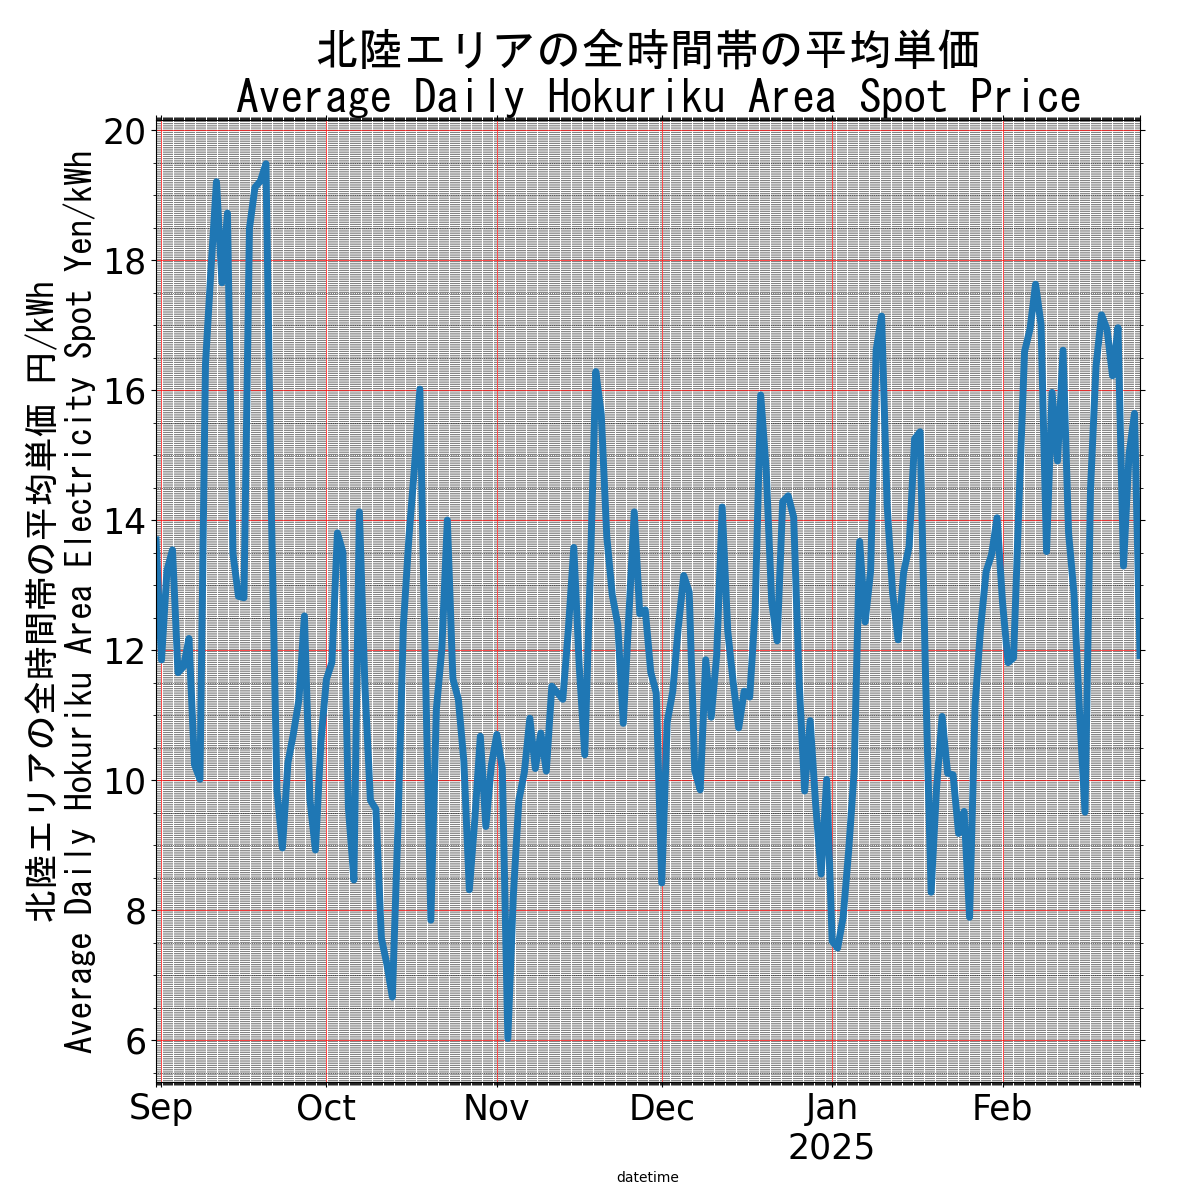 北陸エリアの全時間帯の平均単価
Average Daily Hokuriku Area Spot Price
北陸エリアの全時間帯の平均単価 円/kWh
Average Daily Hokuriku Area Electricity Spot Yen/kWh
20
18
16
14
12
10
8
6
Sep Oct Nov Dec Jan Feb
2025
datetime